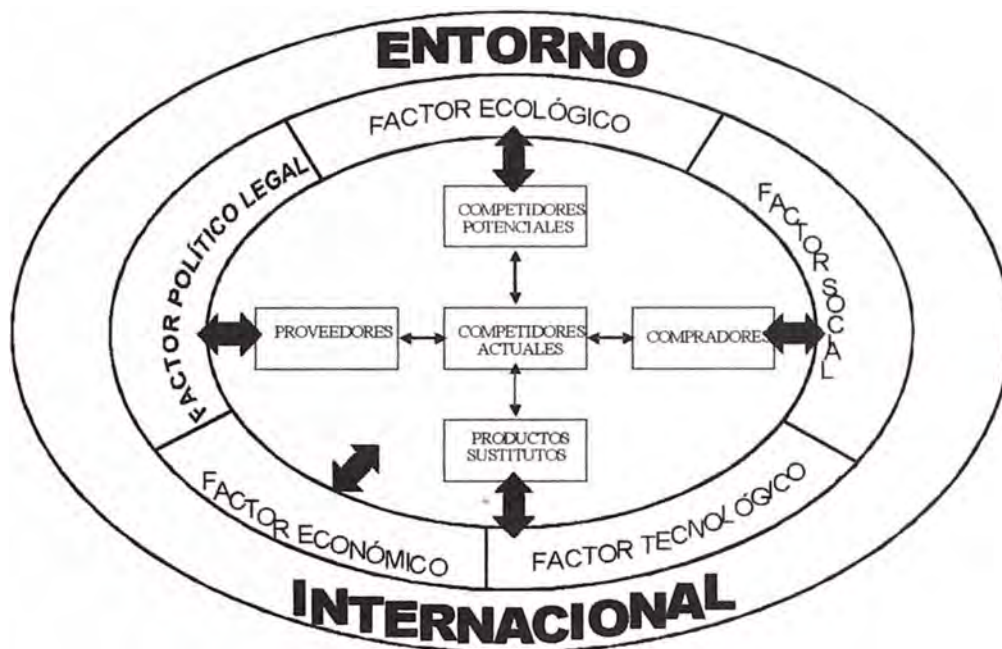 ENTORNO
FACTOR ECOLÓGICO
FACTOR POLÍTICO LEGAL
FACTOR SOCIAL
COMPETIDORES
POTENCIALES
PROVEEDORES
COMPETIDORES
ACTUALES
COMPRADORES
PRODUCTOS
SUSTITUTOS
FACTOR ECONÓMICO
FACTOR TECNOLÓGICO
INTERNACIONAL